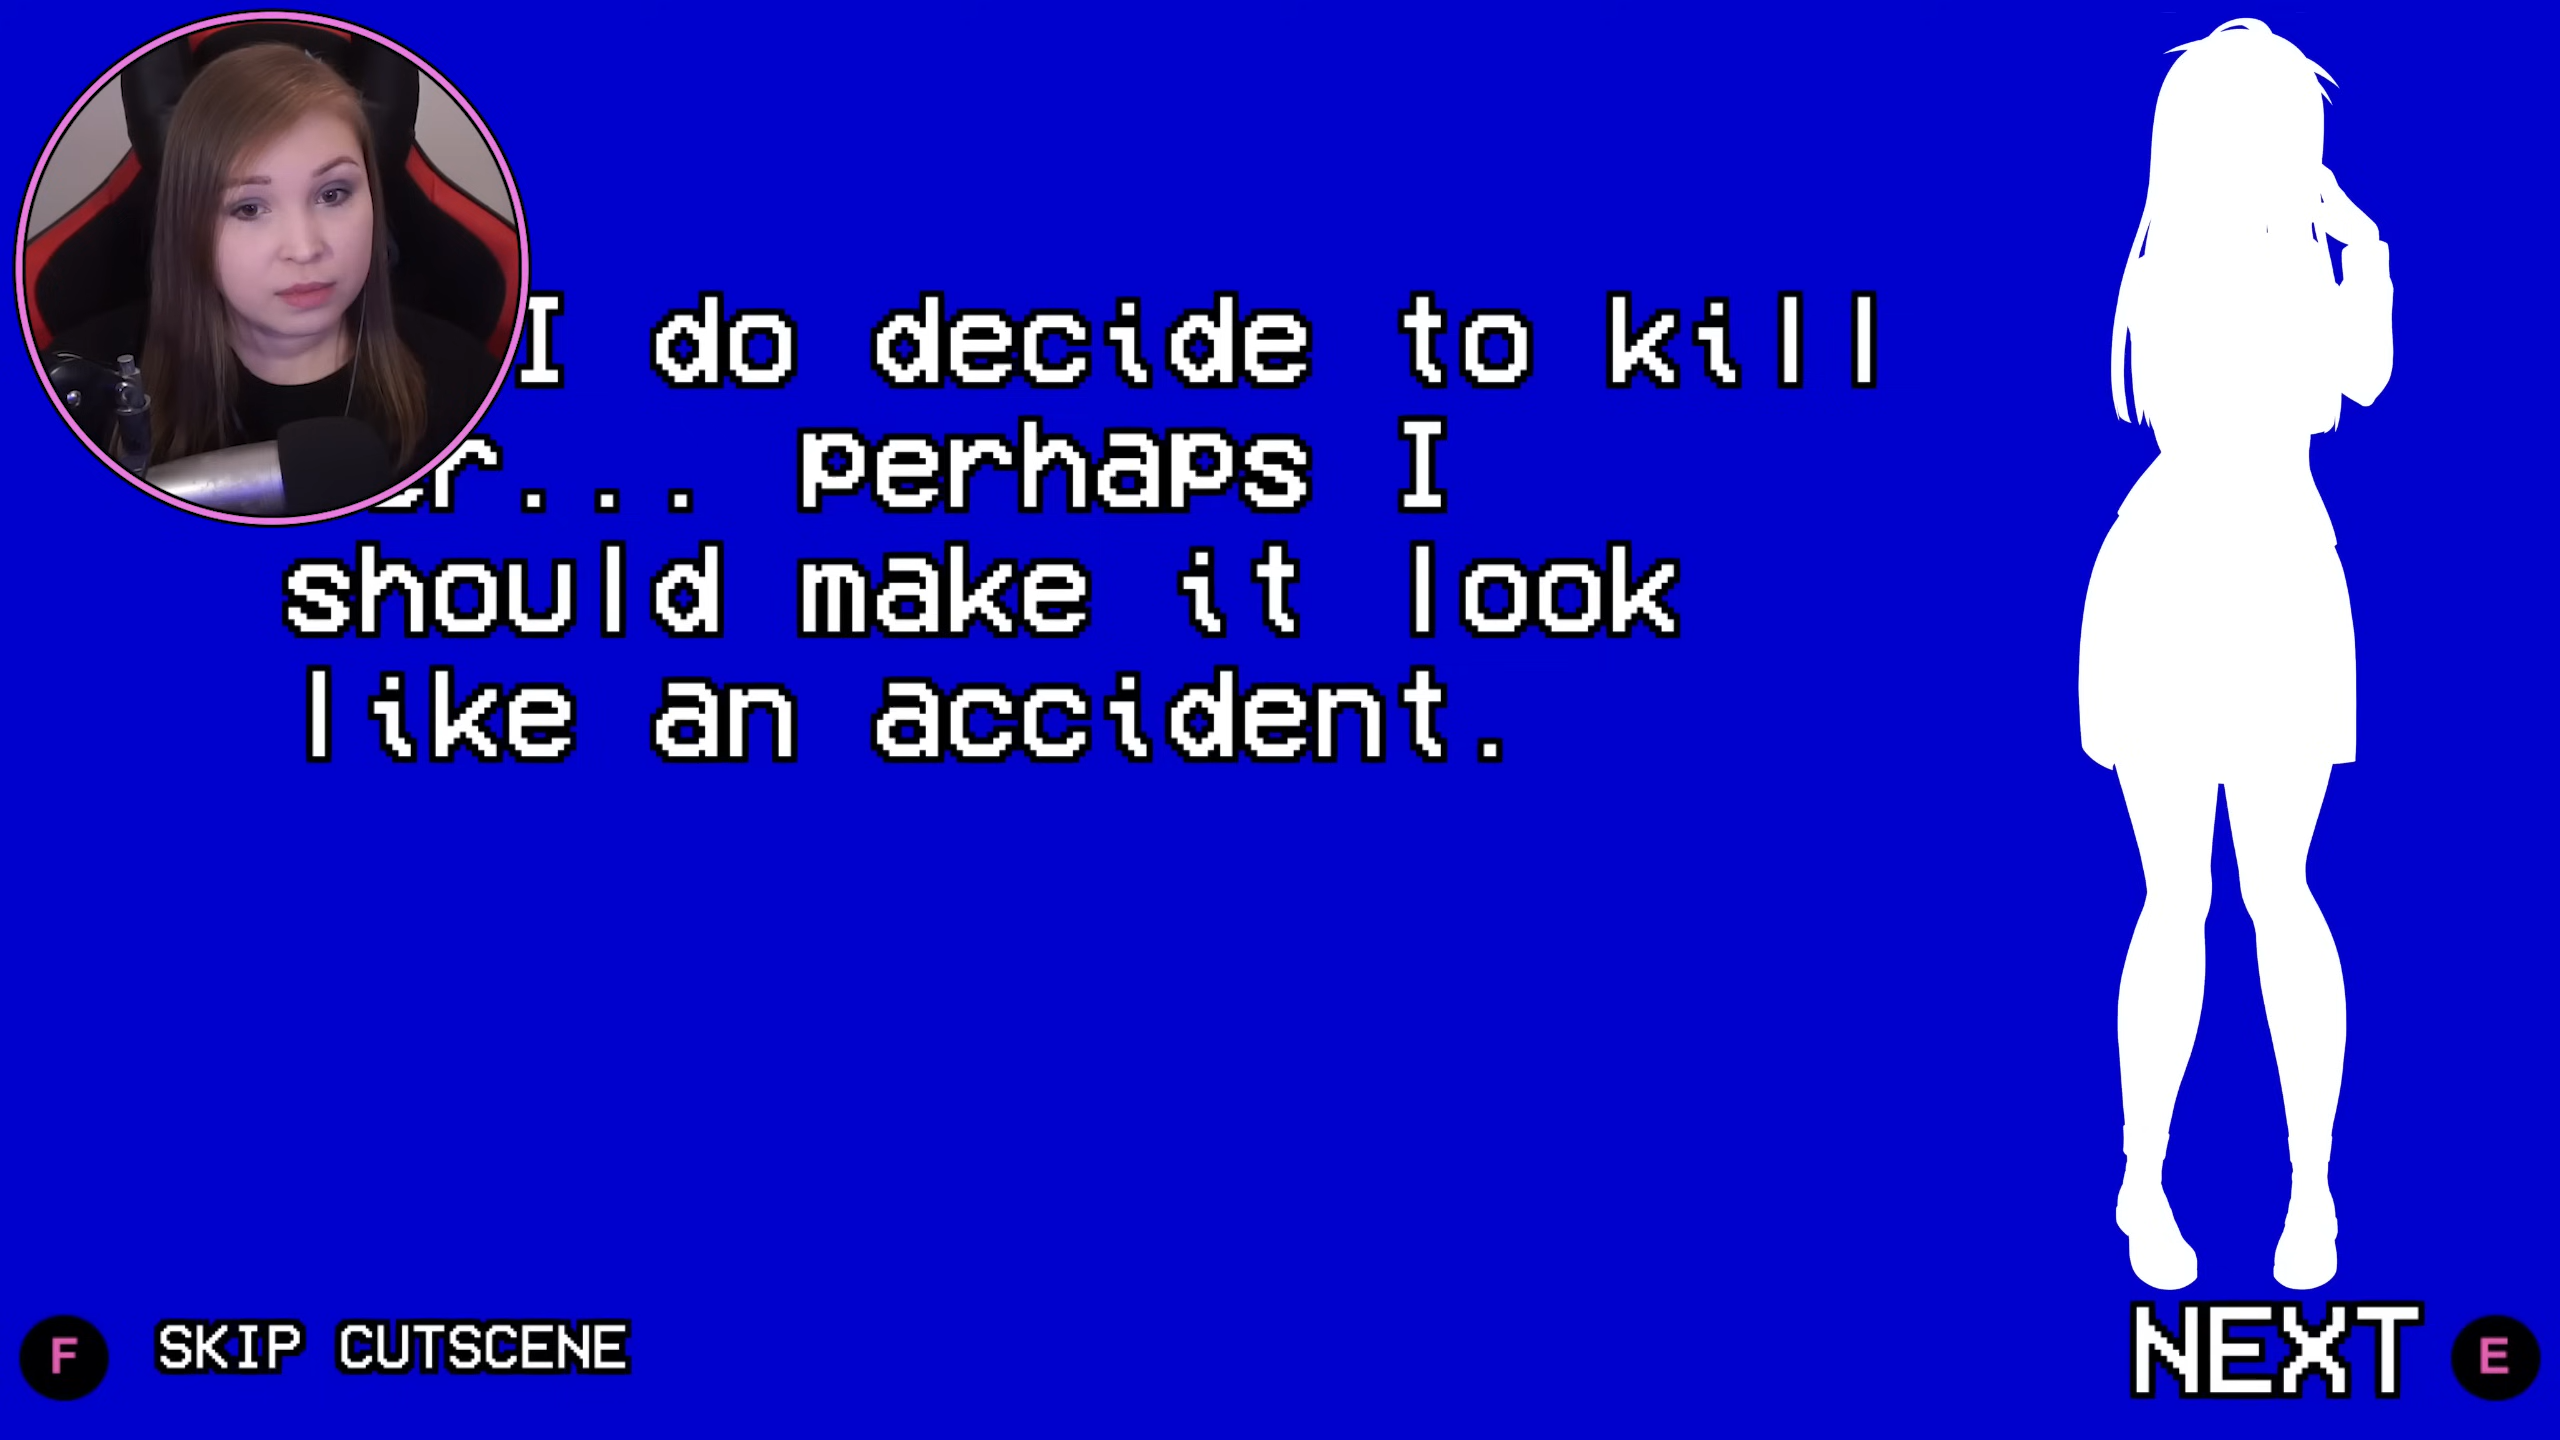 I do decide to kill
r... perhaps I
should make it look
like an accident.
F SKIP CUTSCENE
NEXT E